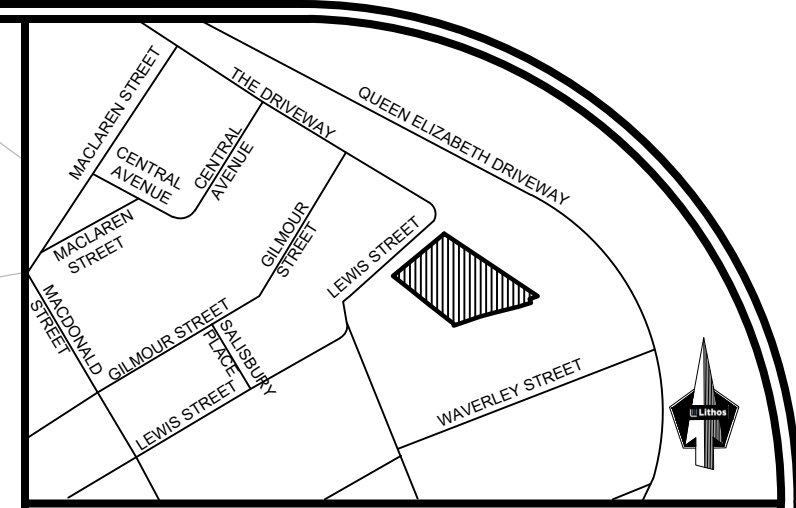 MACLAREN STREET
THE DRIVEWAY
QUEEN ELIZABETH DRIVEWAY
CENTRAL
AVENUE
CENTRAL
AVENUE
MACLAREN
STREET
GILMOUR
STREET
LEWIS STREET
MACDONALD
STREET
GILMOUR STREET
SALISBURY
PLACE
LEWIS STREET
WAVERLEY STREET
Lithos